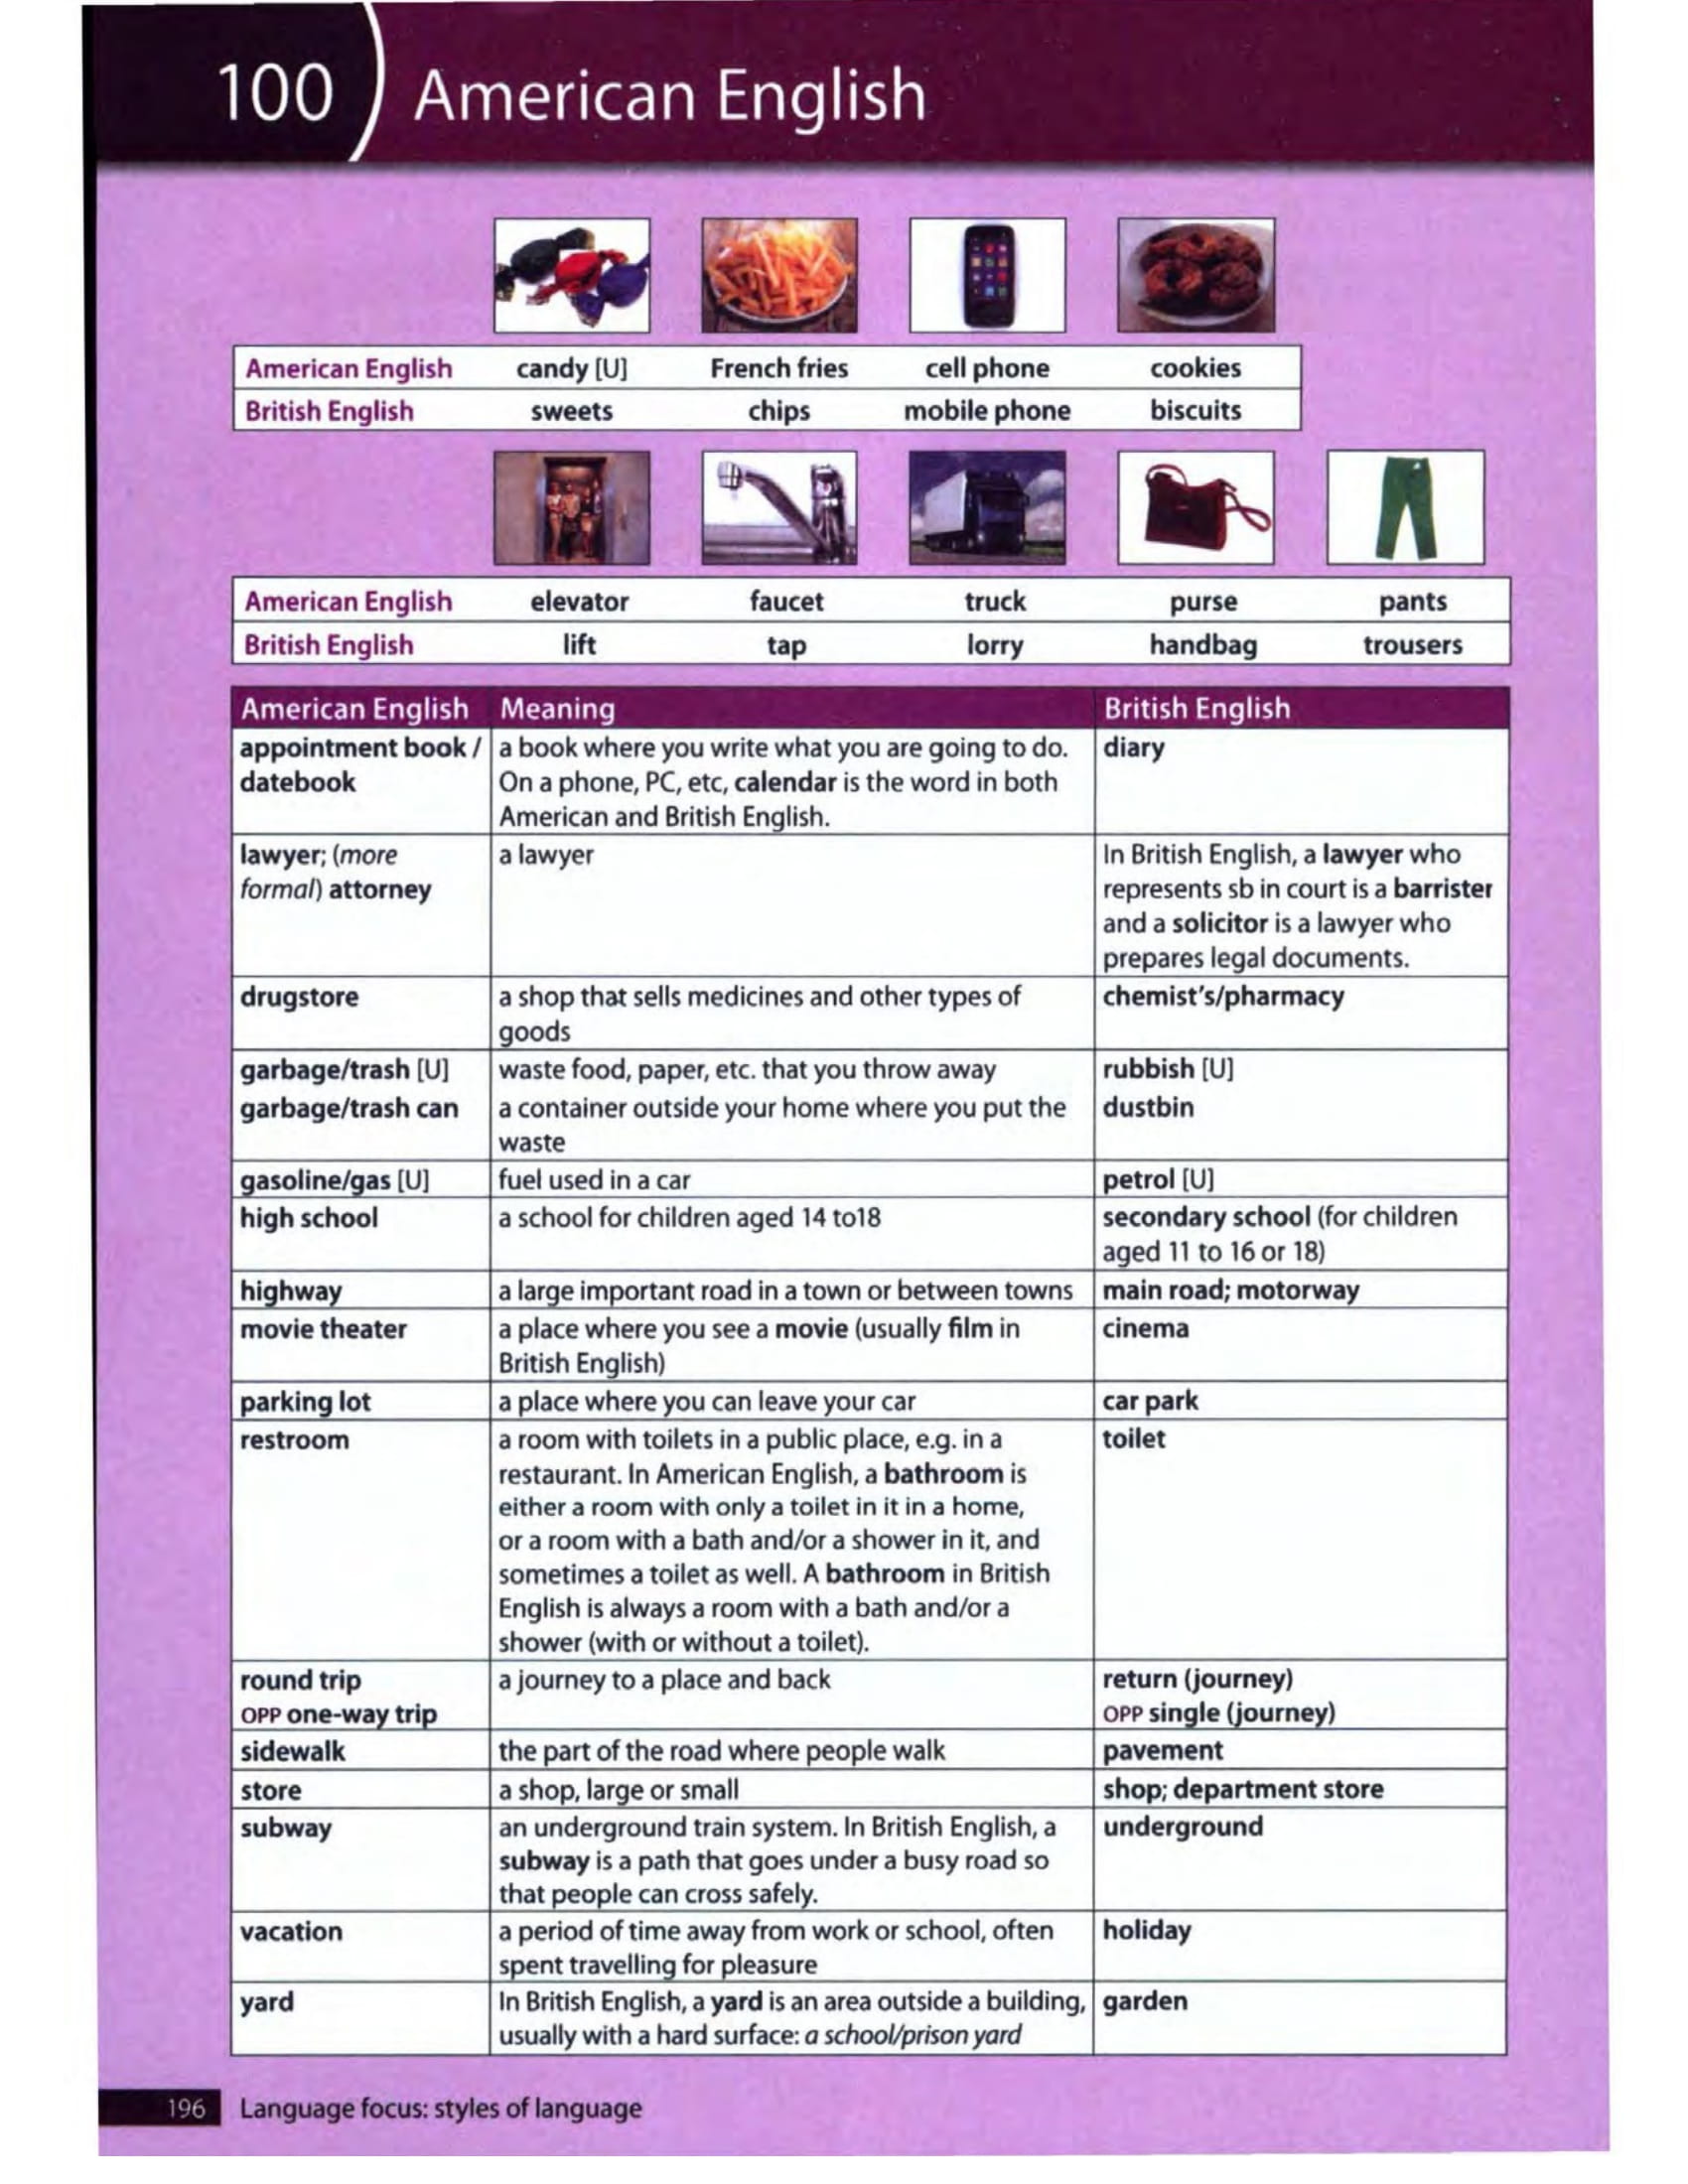 100 American English
American English candy [U] French fries cell phone cookies
British English sweets chips mobile phone biscuits
American English elevator faucet truck purse pants
British English lift tap lorry handbag trousers
American English Meaning British English
appointment book / a book where you write what you are going to do. diary
datebook On a phone, PC, etc, calendar is the word in both
American and British English.
lawyer; (more a lawyer In British English, a lawyer who
formal) attorney represents sb in court is a barrister
and a solicitor is a lawyer who
prepares legal documents.
drugstore a shop that sells medicines and other types of chemist's/pharmacy
goods
garbage/trash [U] waste food, paper, etc. that you throw away rubbish [U]
garbage/trash can a container outside your home where you put the dustbin
waste
gasoline/gas [U] fuel used in a car petrol [U]
high school a school for children aged 14 to18 secondary school (for children
aged 11 to 16 or 18)
highway a large important road in a town or between towns main road; motorway
movie theater a place where you see a movie (usually film in cinema
British English)
parking lot a place where you can leave your car car park
restroom a room with toilets in a public place, e.g. in a toilet
restaurant. In American English, a bathroom is
either a room with only a toilet in it in a home,
or a room with a bath and/or a shower in it, and
sometimes a toilet as well. A bathroom in British
English is always a room with a bath and/or a
shower (with or without a toilet).
round trip a journey to a place and back return (journey)
OPP one-way trip OPP single (journey)
sidewalk the part of the road where people walk pavement
store a shop, large or small shop; department store
subway an underground train system. In British English, a underground
subway is a path that goes under a busy road so
that people can cross safely.
vacation a period of time away from work or school, often holiday
spent travelling for pleasure
yard In British English, a yard is an area outside a building, garden
usually with a hard surface: a school/prison yard
196 Language focus: styles of language